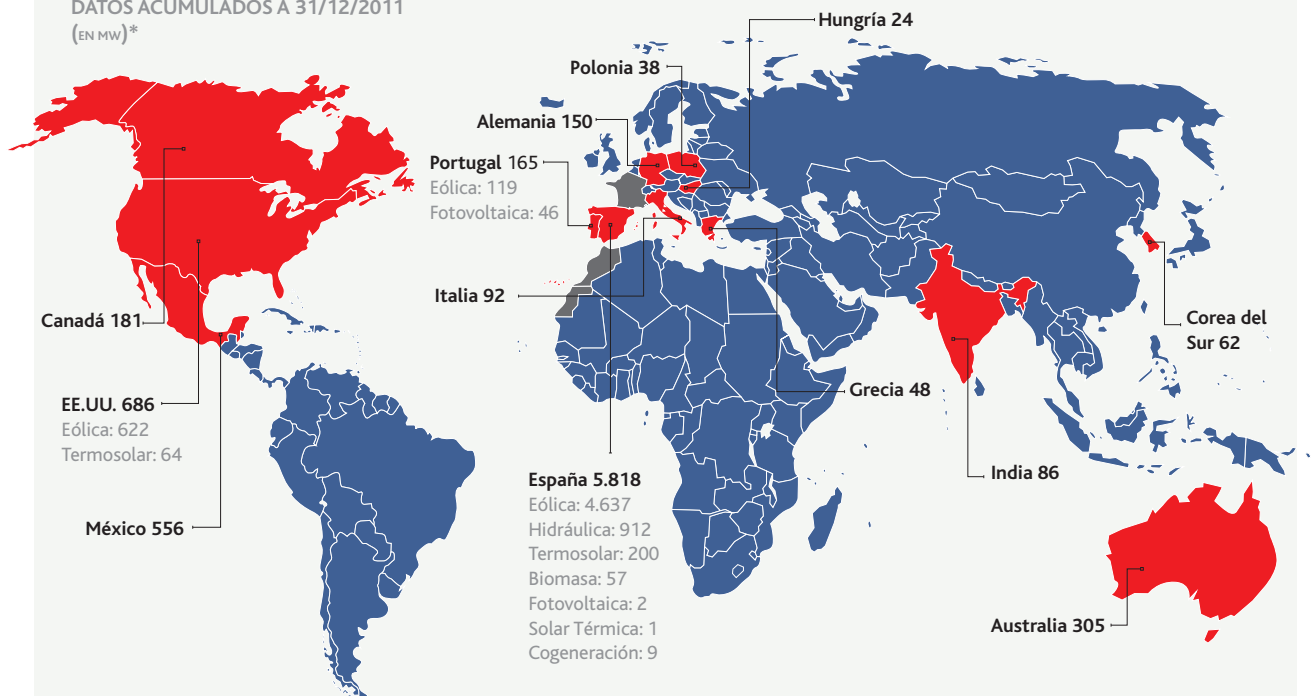 DATOS ACUMULADOS A 31/12/2011
(EN MW)*
Hungría 24
Polonia 38
Alemania 150
Portugal 165
Eólica: 119
Fotovoltaica: 46
Italia 92
Canadá 181
EE.UU. 686
Eólica: 622
Termosolar: 64
México 556
España 5.818
Eólica: 4.637
Hidráulica: 912
Termosolar: 200
Biomasa: 57
Fotovoltaica: 2
Solar Térmica: 1
Cogeneración: 9
Grecia 48
Corea del
Sur 62
India 86
Australia 305